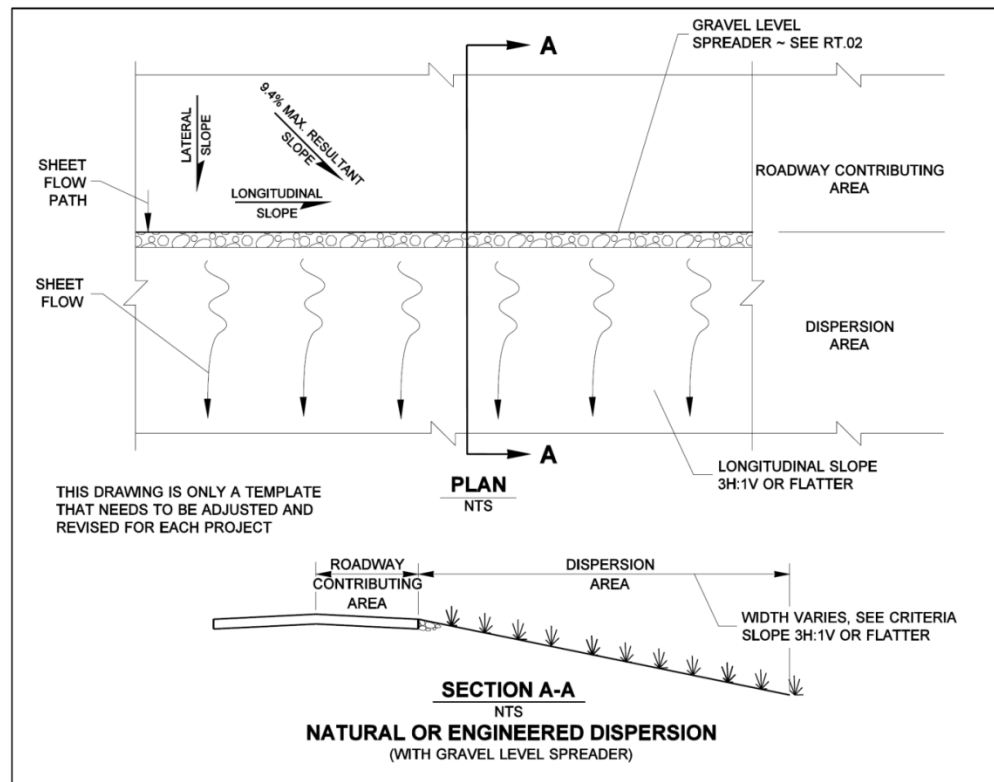 A
GRAVEL LEVEL
SPREADER ~ SEE RT.02
LATERAL
SLOPE
9.4% MAX. RESULTANT
SLOPE
LONGITUDINAL
SLOPE
SHEET
FLOW
PATH
ROADWAY CONTRIBUTING
AREA
SHEET
FLOW
DISPERSION
AREA
A
LONGITUDINAL SLOPE
3H:1V OR FLATTER
PLAN
NTS
THIS DRAWING IS ONLY A TEMPLATE
THAT NEEDS TO BE ADJUSTED AND
REVISED FOR EACH PROJECT
ROADWAY
CONTRIBUTING
AREA
DISPERSION
AREA
WIDTH VARIES, SEE CRITERIA
SLOPE 3H:1V OR FLATTER
SECTION A-A
NTS
NATURAL OR ENGINEERED DISPERSION
(WITH GRAVEL LEVEL SPREADER)